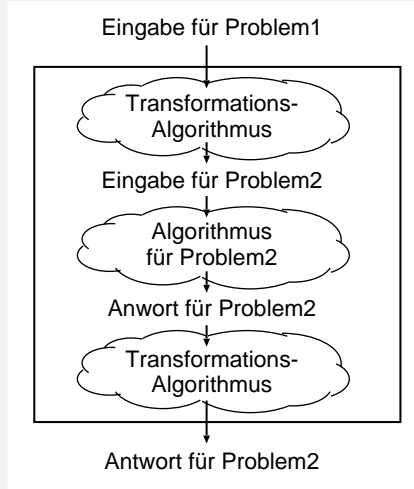 Eingabe für Problem1
Transformations-
Algorithmus
Eingabe für Problem2
Algorithmus
für Problem2
Anwort für Problem2
Transformations-
Algorithmus
Antwort für Problem2